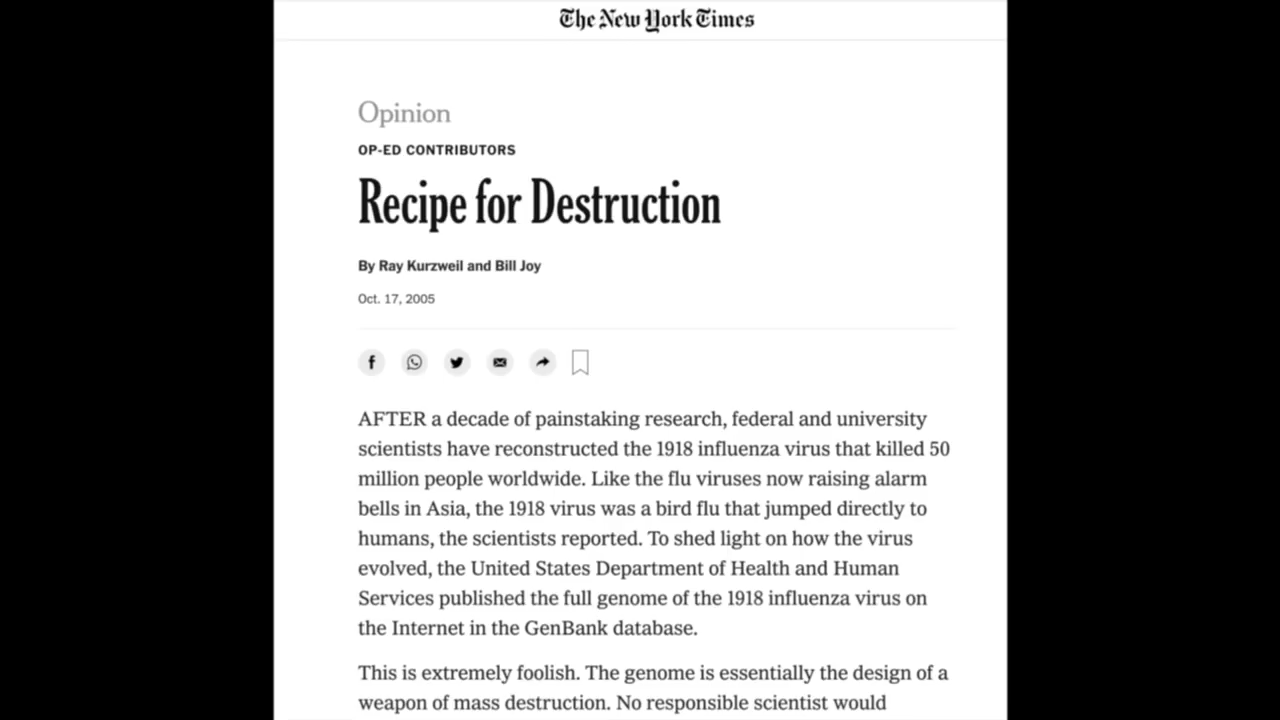 The New York Times
Opinion
OP-ED CONTRIBUTORS
Recipe for Destruction
By Ray Kurzweil and Bill Joy
Oct. 17, 2005
AFTER a decade of painstaking research, federal and university
scientists have reconstructed the 1918 influenza virus that killed 50
million people worldwide. Like the flu viruses now raising alarm
bells in Asia, the 1918 virus was a bird flu that jumped directly to
humans, the scientists reported. To shed light on how the virus
evolved, the United States Department of Health and Human
Services published the full genome of the 1918 influenza virus on
the Internet in the GenBank database.
This is extremely foolish. The genome is essentially the design of a
weapon of mass destruction. No responsible scientist would